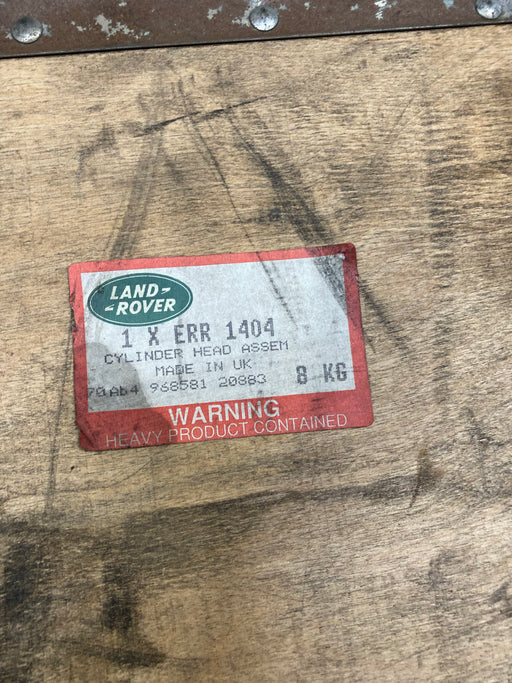 LAND-
-ROVER
1 X ERR 1404
CYLINDER HEAD ASSEM
MADE IN UK
968581 20883 8 KG
WARNING
HEAVY PRODUCT CONTAINED